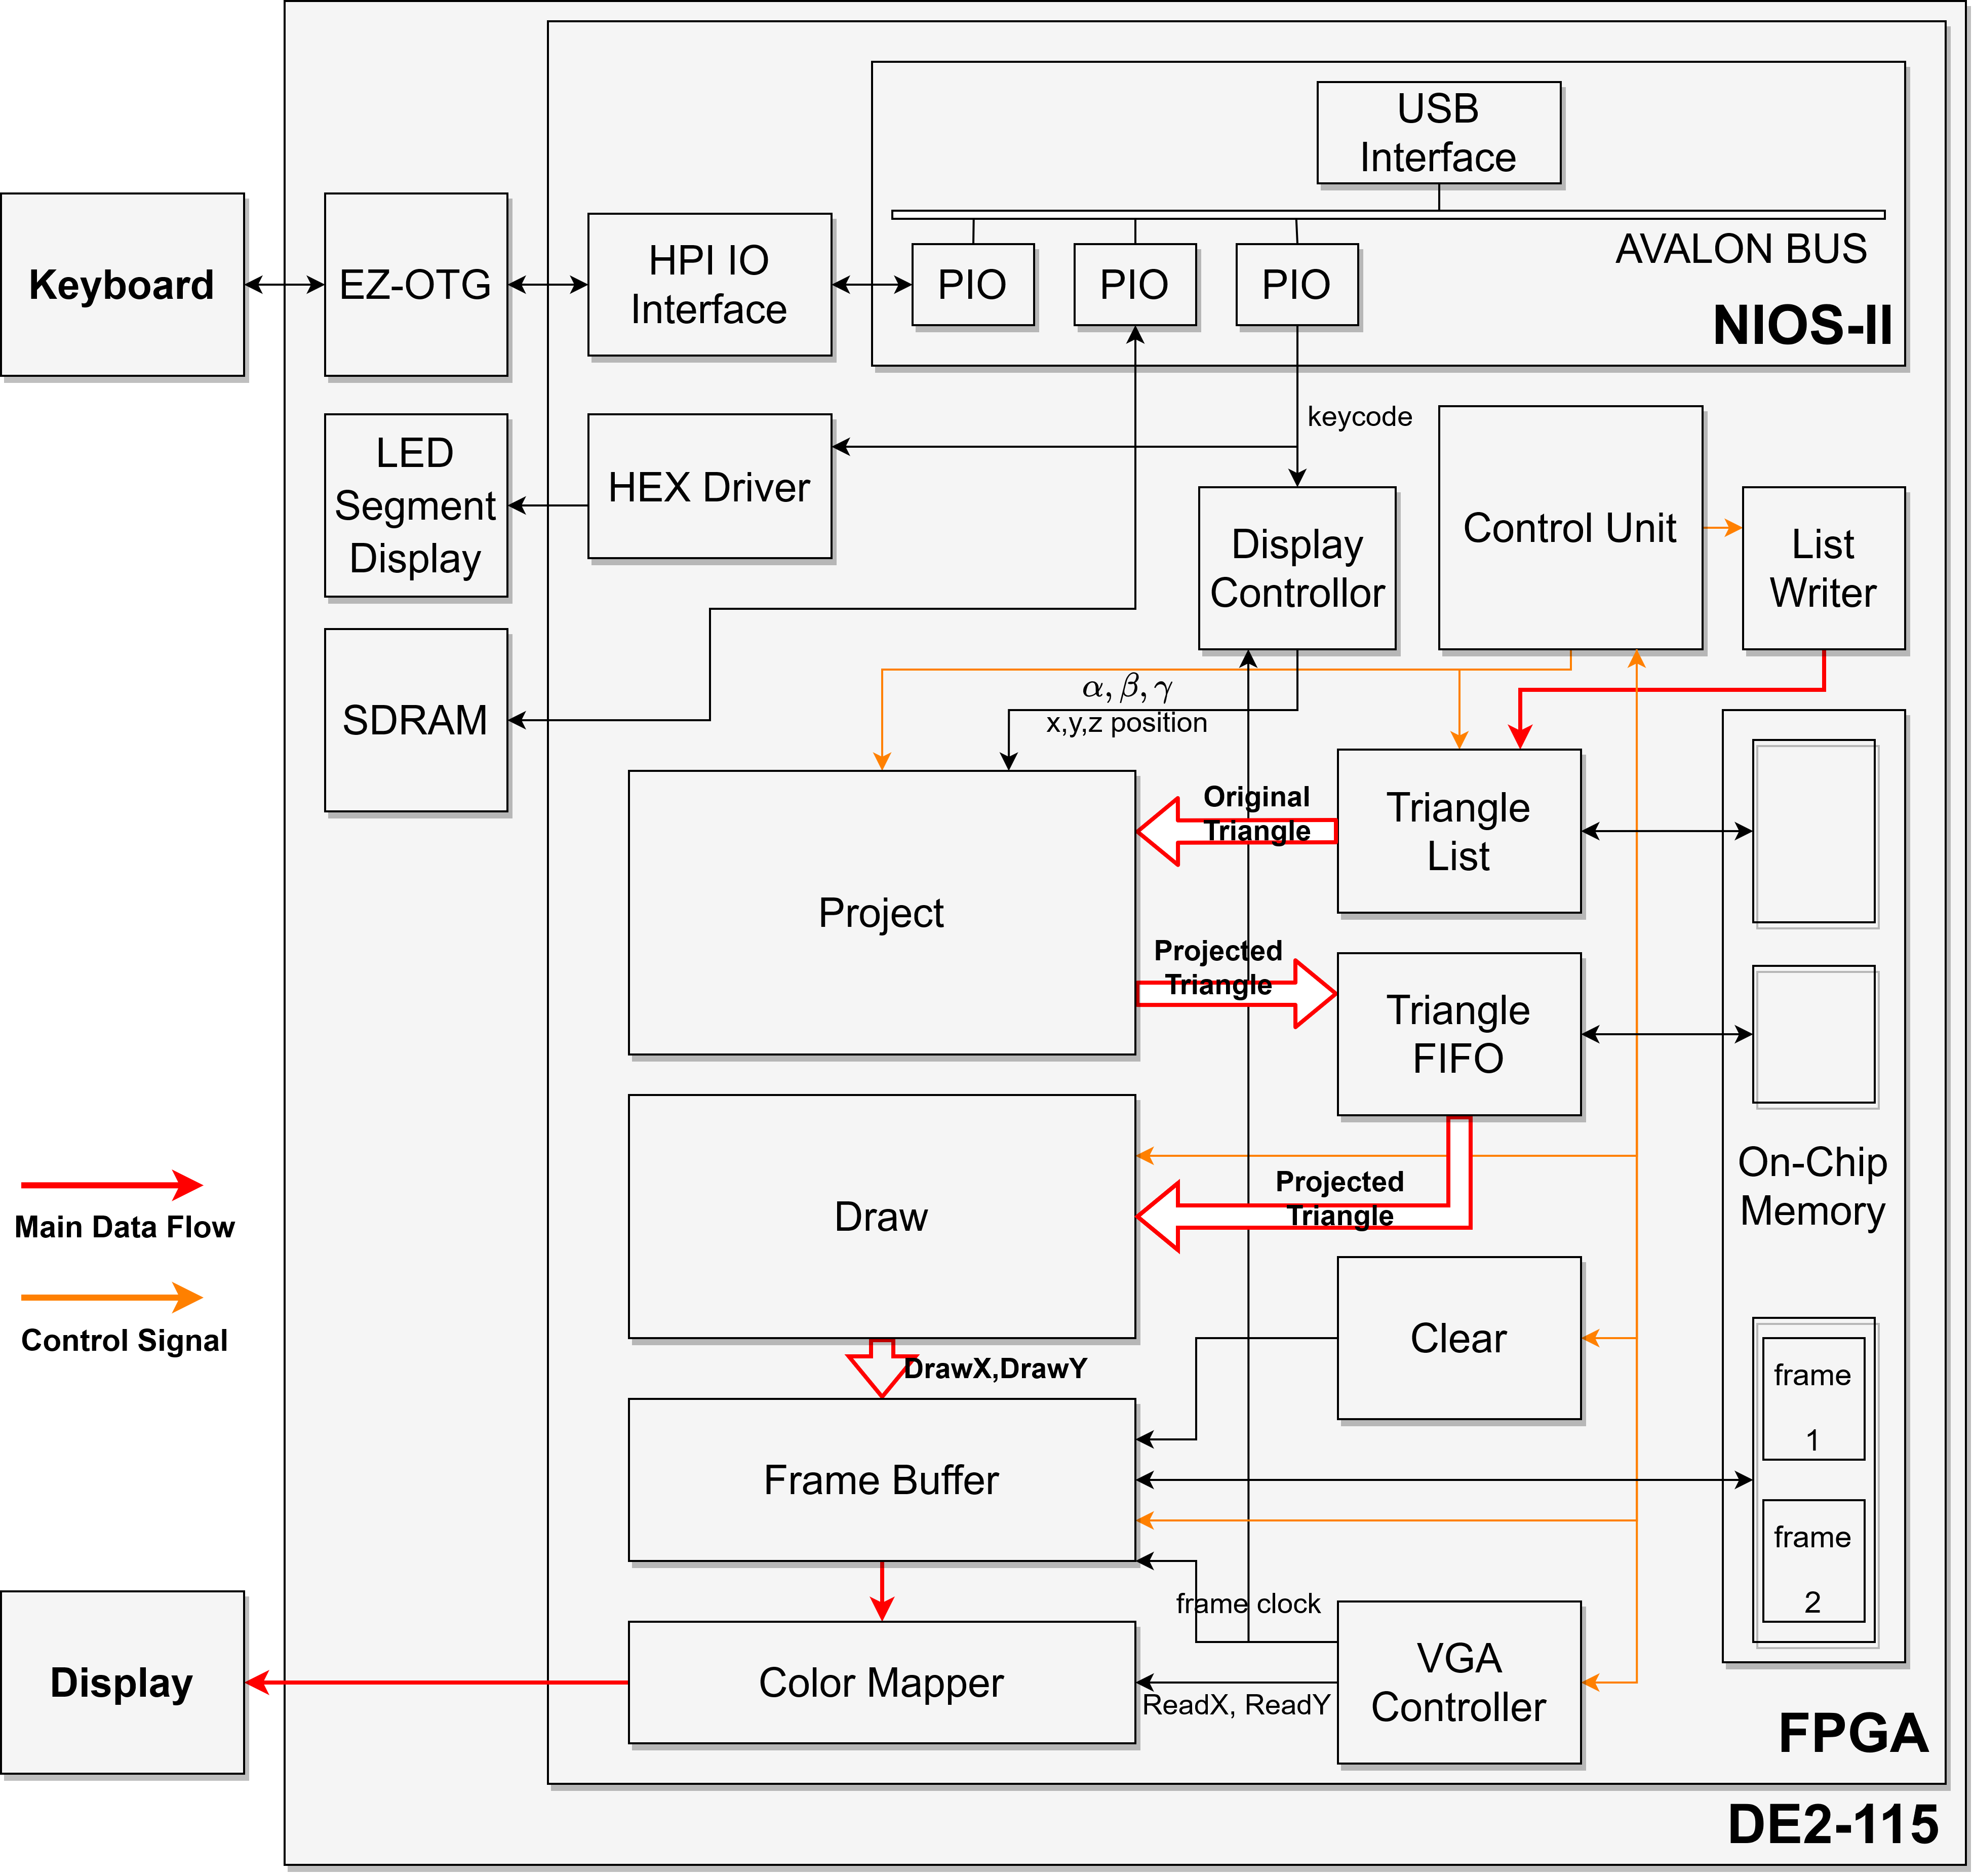 USB
Interface
AVALON BUS
PIO
PIO
PIO
NIOS-II
Keyboard
EZ-OTG
HPI IO
Interface
keycode
LED
Segment
Display
HEX Driver
Display
Controllor
Control Unit
List
Writer
SDRAM
α, β, γ
x,y,z position
Original
Triangle
Triangle
List
Project
Projected
Triangle
Triangle
FIFO
On-Chip
Memory
Main Data Flow
Control Signal
Draw
Projected
Triangle
DrawX,DrawY
Clear
frame
1
Frame Buffer
frame
2
frame clock
Display
Color Mapper
ReadX, ReadY
VGA
Controller
FPGA
DE2-115